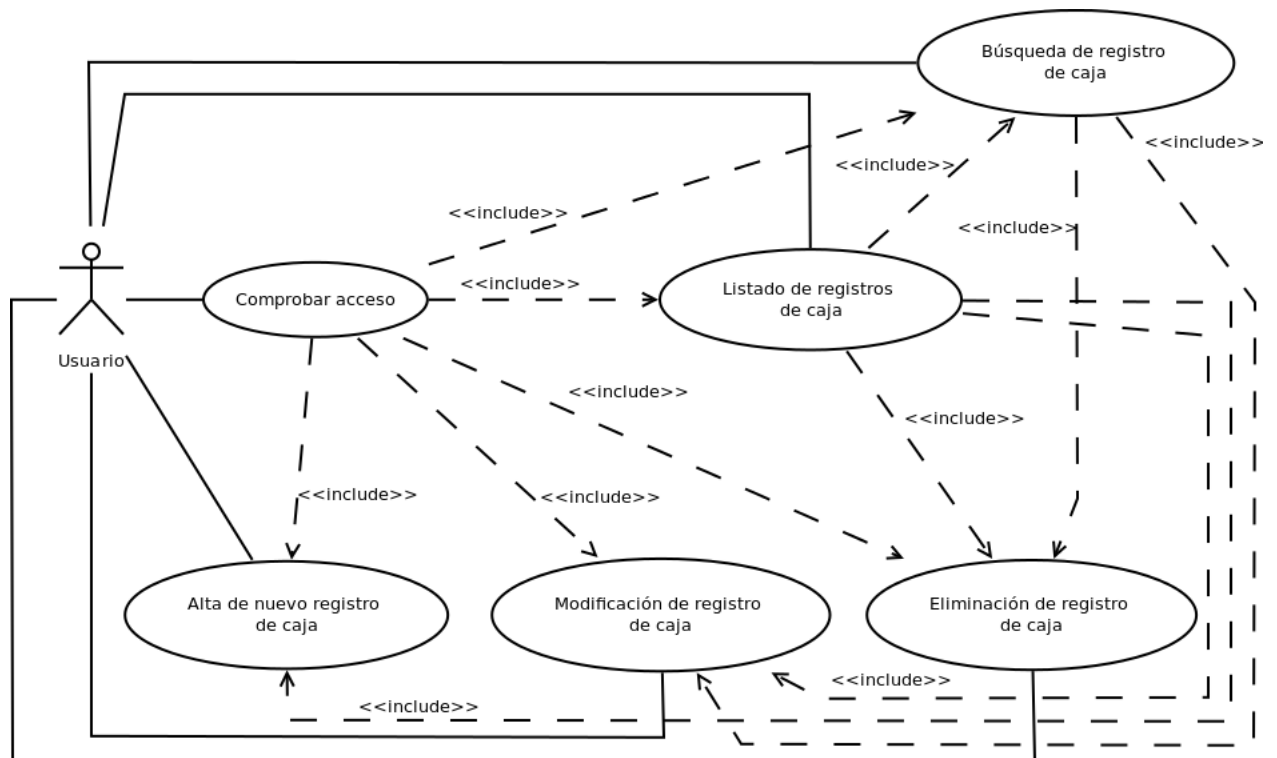 Búsqueda de registro
de caja
<<include>>
<<include>>
<<include>>
<<include>>
<<include>>
Comprobar acceso
Listado de registros
de caja
Usuario
<<include>>
<<include>>
<<include>>
<<include>>
Alta de nuevo registro
de caja
Modificación de registro
de caja
Eliminación de registro
de caja
<<include>>
<<include>>